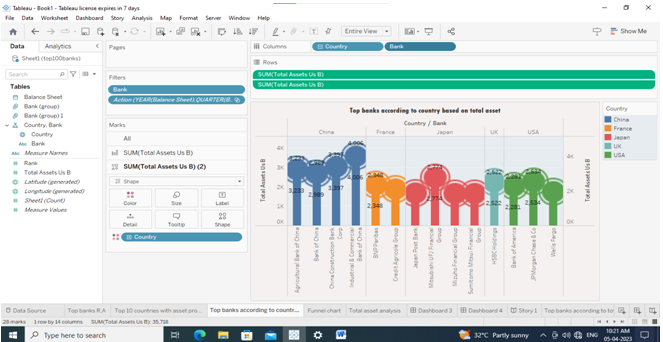 Tableau - Book1 - Tableau license expires in 7 days
File Data Worksheet Dashboard Story Analysis Map Format Server Window Help
Entire View
Show Me
Data Analytics
Sheet1 (top100banks)
Search
Tables
Balance Sheet
Bank (group)
Bank (group) 1
Country, Bank
Country
Bank
Measure Names
Rank
Total Assets Us B
Latitude (generated)
Longitude (generated)
Sheet1 (Count)
Measure Values
Pages
Filters
Bank
Action (YEAR(Balance Sheet),QUARTER(B..
Marks
All
SUM(Total Assets Us B)
SUM(Total Assets Us B) (2)
Shape
Color Size Label
Detail Tooltip Shape
Country
Columns Country Bank
Rows
SUM(Total Assets Us B)
SUM(Total Assets Us B)
Top banks according to country based on total asset
Country / Bank
China France Japan UK USA
Total Assets Us B
4K
3K
2K
1K
0K
3,233 2,989 3,397 4,006 2,348 2,774 2,522 2,281 2,534
4K
2K
0K
Total Assets Us B
Agricultural Bank of China
Bank of China
China Construction Bank Corp.
Industrial & Commercial Bank of China
BNP Paribas
Credit Agricole Group
Japan Post Bank
Mitsubishi UFJ Financial Group
Mizuho Financial Group
Sumitomo Mitsui Financial Group
HSBC Holdings
Bank of America
JPMorgan Chase & Co
Wells Fargo
Country
China
France
Japan
UK
USA
Data Source Top banks R,A Top 10 countries with asset pro... Top banks according to countr... Funnel chart Total asset analysis Dashboard 3 Dashboard 4 Story 1 Top banks according to tot
28 marks 1 row by 14 columns SUM(Total Assets Us B): 35,718
Type here to search
32°C Partly sunny
ENG
10:21 AM
05-04-2023